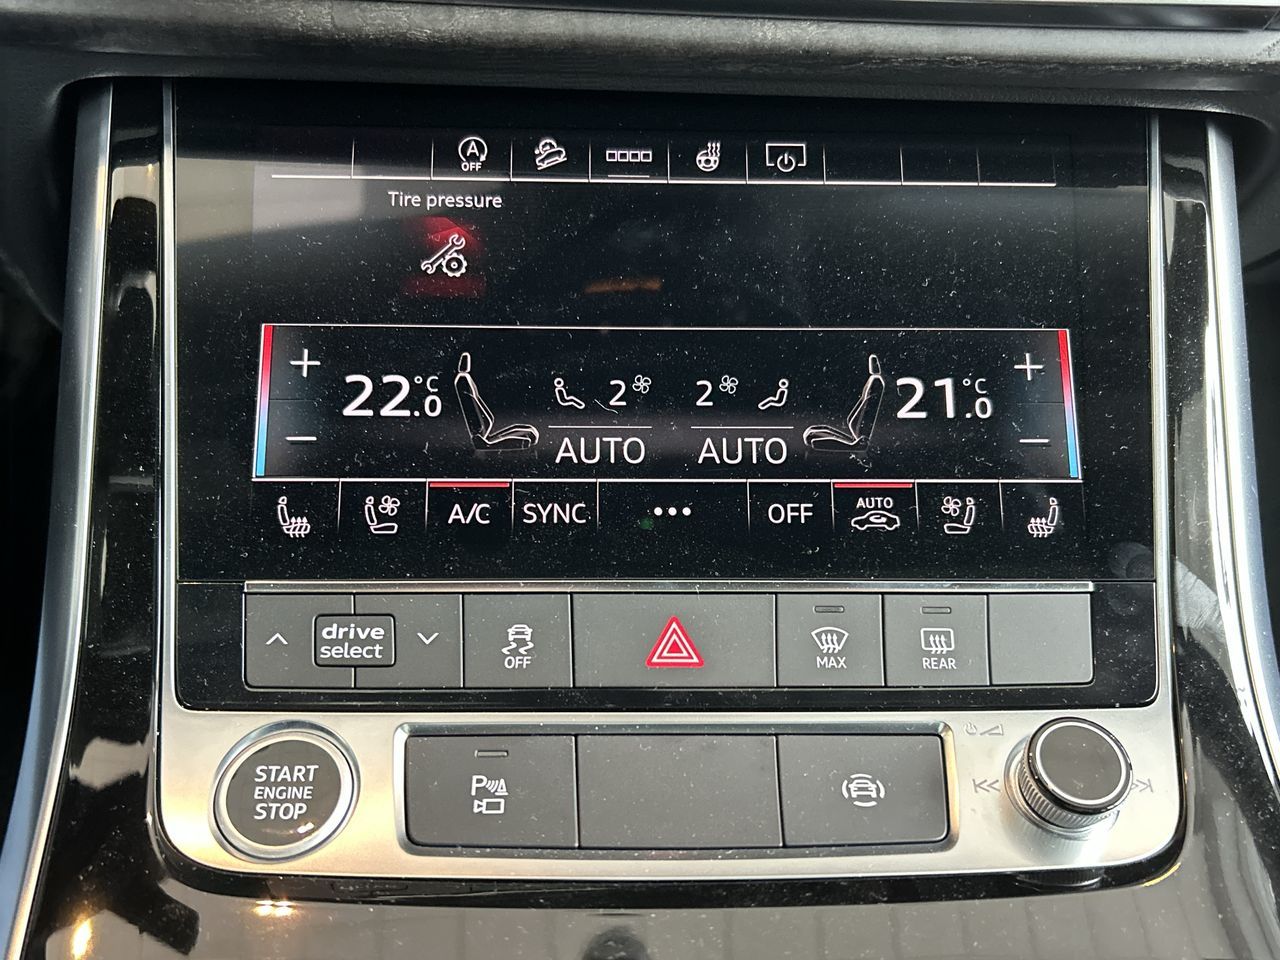 A
OFF
Tire pressure
+ 22.0 °C 2 2 21.0 °C +
− AUTO AUTO −
A/C SYNC ... OFF AUTO
drive
select
OFF
MAX
REAR
START
ENGINE
STOP
P